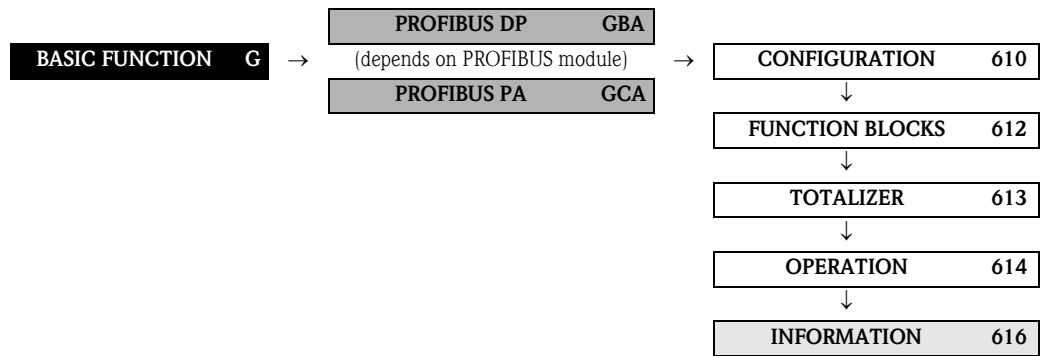 PROFIBUS DP GBA
BASIC FUNCTION G → (depends on PROFIBUS module) → CONFIGURATION 610
PROFIBUS PA GCA
↓
FUNCTION BLOCKS 612
↓
TOTALIZER 613
↓
OPERATION 614
↓
INFORMATION 616